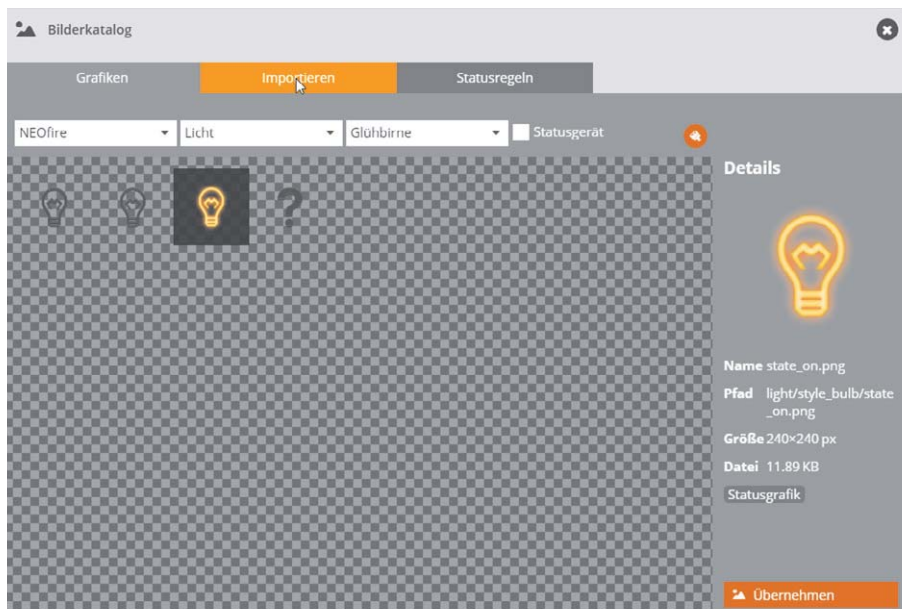 Bilderkatalog
Grafiken Importieren Statusregeln
NEOfire Licht Glühbirne Statusgerät
Details
Name state_on.png
Pfad light/style_bulb/state
_on.png
Größe 240×240 px
Datei 11.89 KB
Statusgrafik
Übernehmen